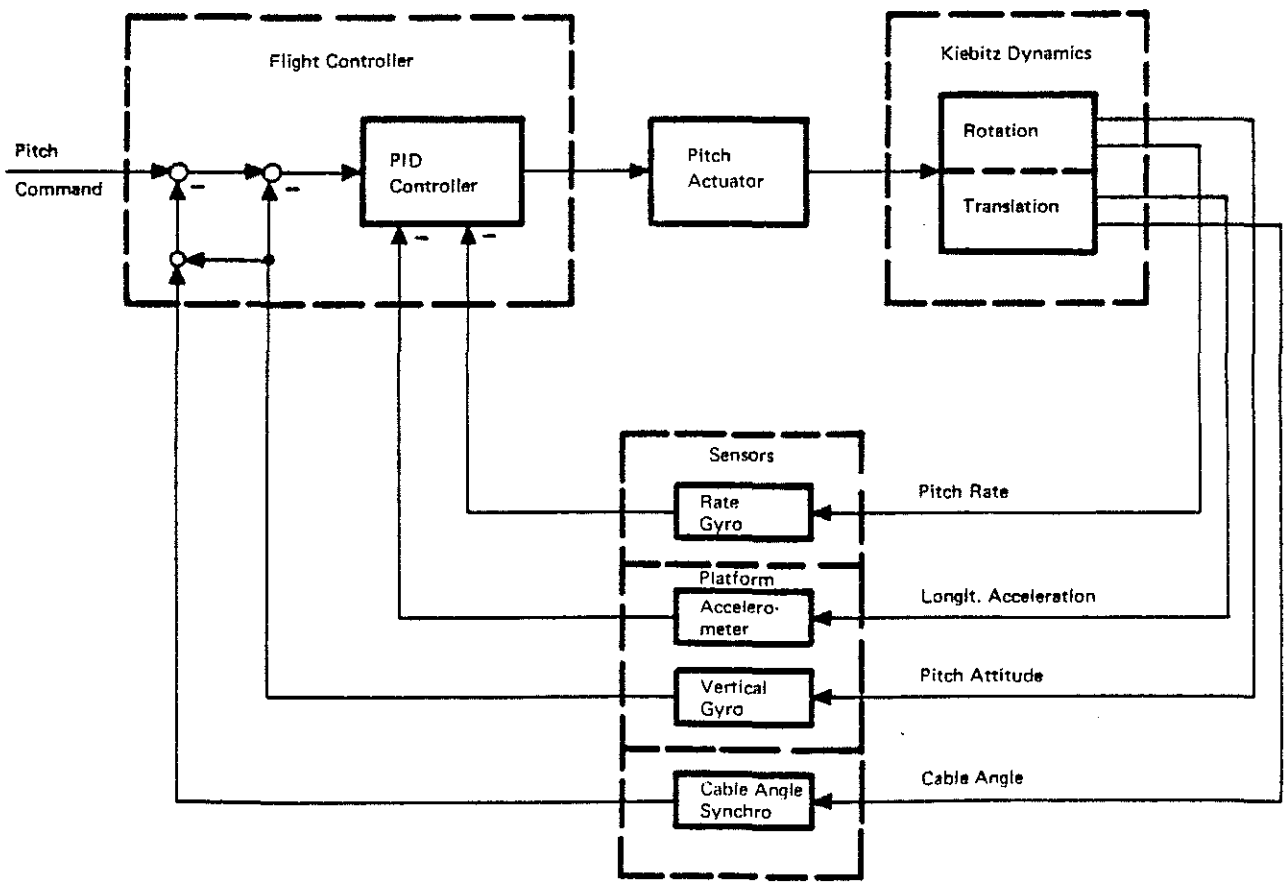 Flight Controller
Kiebitz Dynamics
Pitch
Command
PID
Controller
Pitch
Actuator
Rotation
Translation
−
−
−
−
Sensors
Rate
Gyro
Pitch Rate
Platform
Accelero-
meter
Longit. Acceleration
Vertical
Gyro
Pitch Attitude
Cable Angle
Synchro
Cable Angle